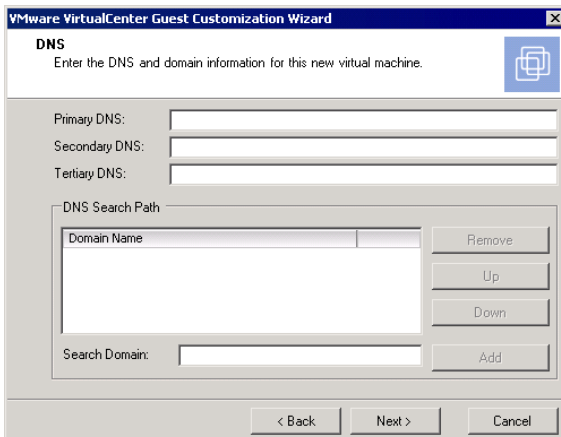 VMware VirtualCenter Guest Customization Wizard
DNS
Enter the DNS and domain information for this new virtual machine.
Primary DNS:
Secondary DNS:
Tertiary DNS:
DNS Search Path
Domain Name
Remove
Up
Down
Search Domain:
Add
< Back
Next >
Cancel